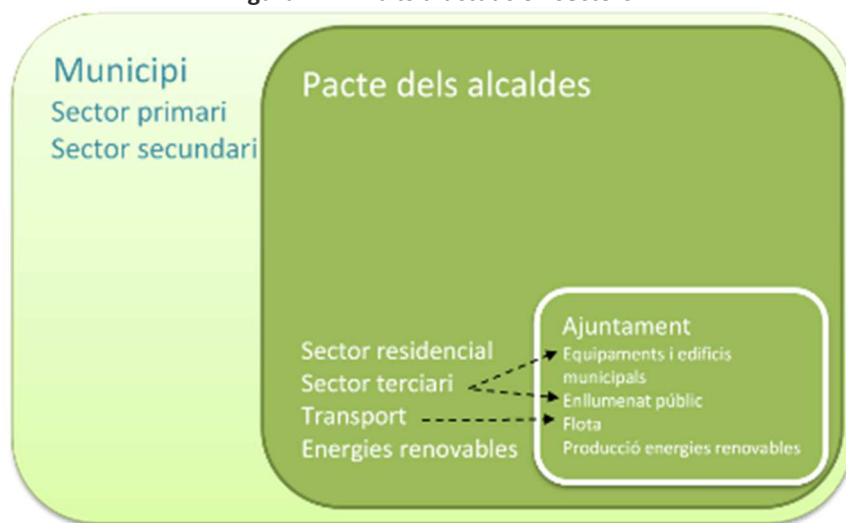 Municipi
Sector primari
Sector secundari
Pacte dels alcaldes
Sector residencial
Sector terciari
Transport
Energies renovables
Ajuntament
Equipaments i edificis
municipals
Enllumenat públic
Flota
Producció energies renovables